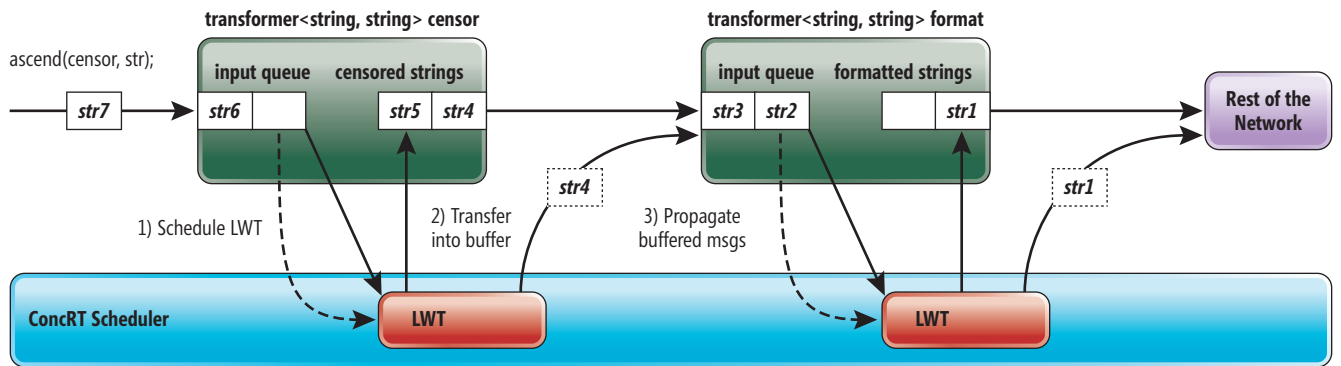 transformer<string, string> censor
transformer<string, string> format
ascend(censor, str);
input queue
censored strings
input queue
formatted strings
str7
str6
str5
str4
str3
str2
str1
Rest of the
Network
str4
str1
1) Schedule LWT
2) Transfer
into buffer
3) Propagate
buffered msgs
ConcRT Scheduler
LWT
LWT